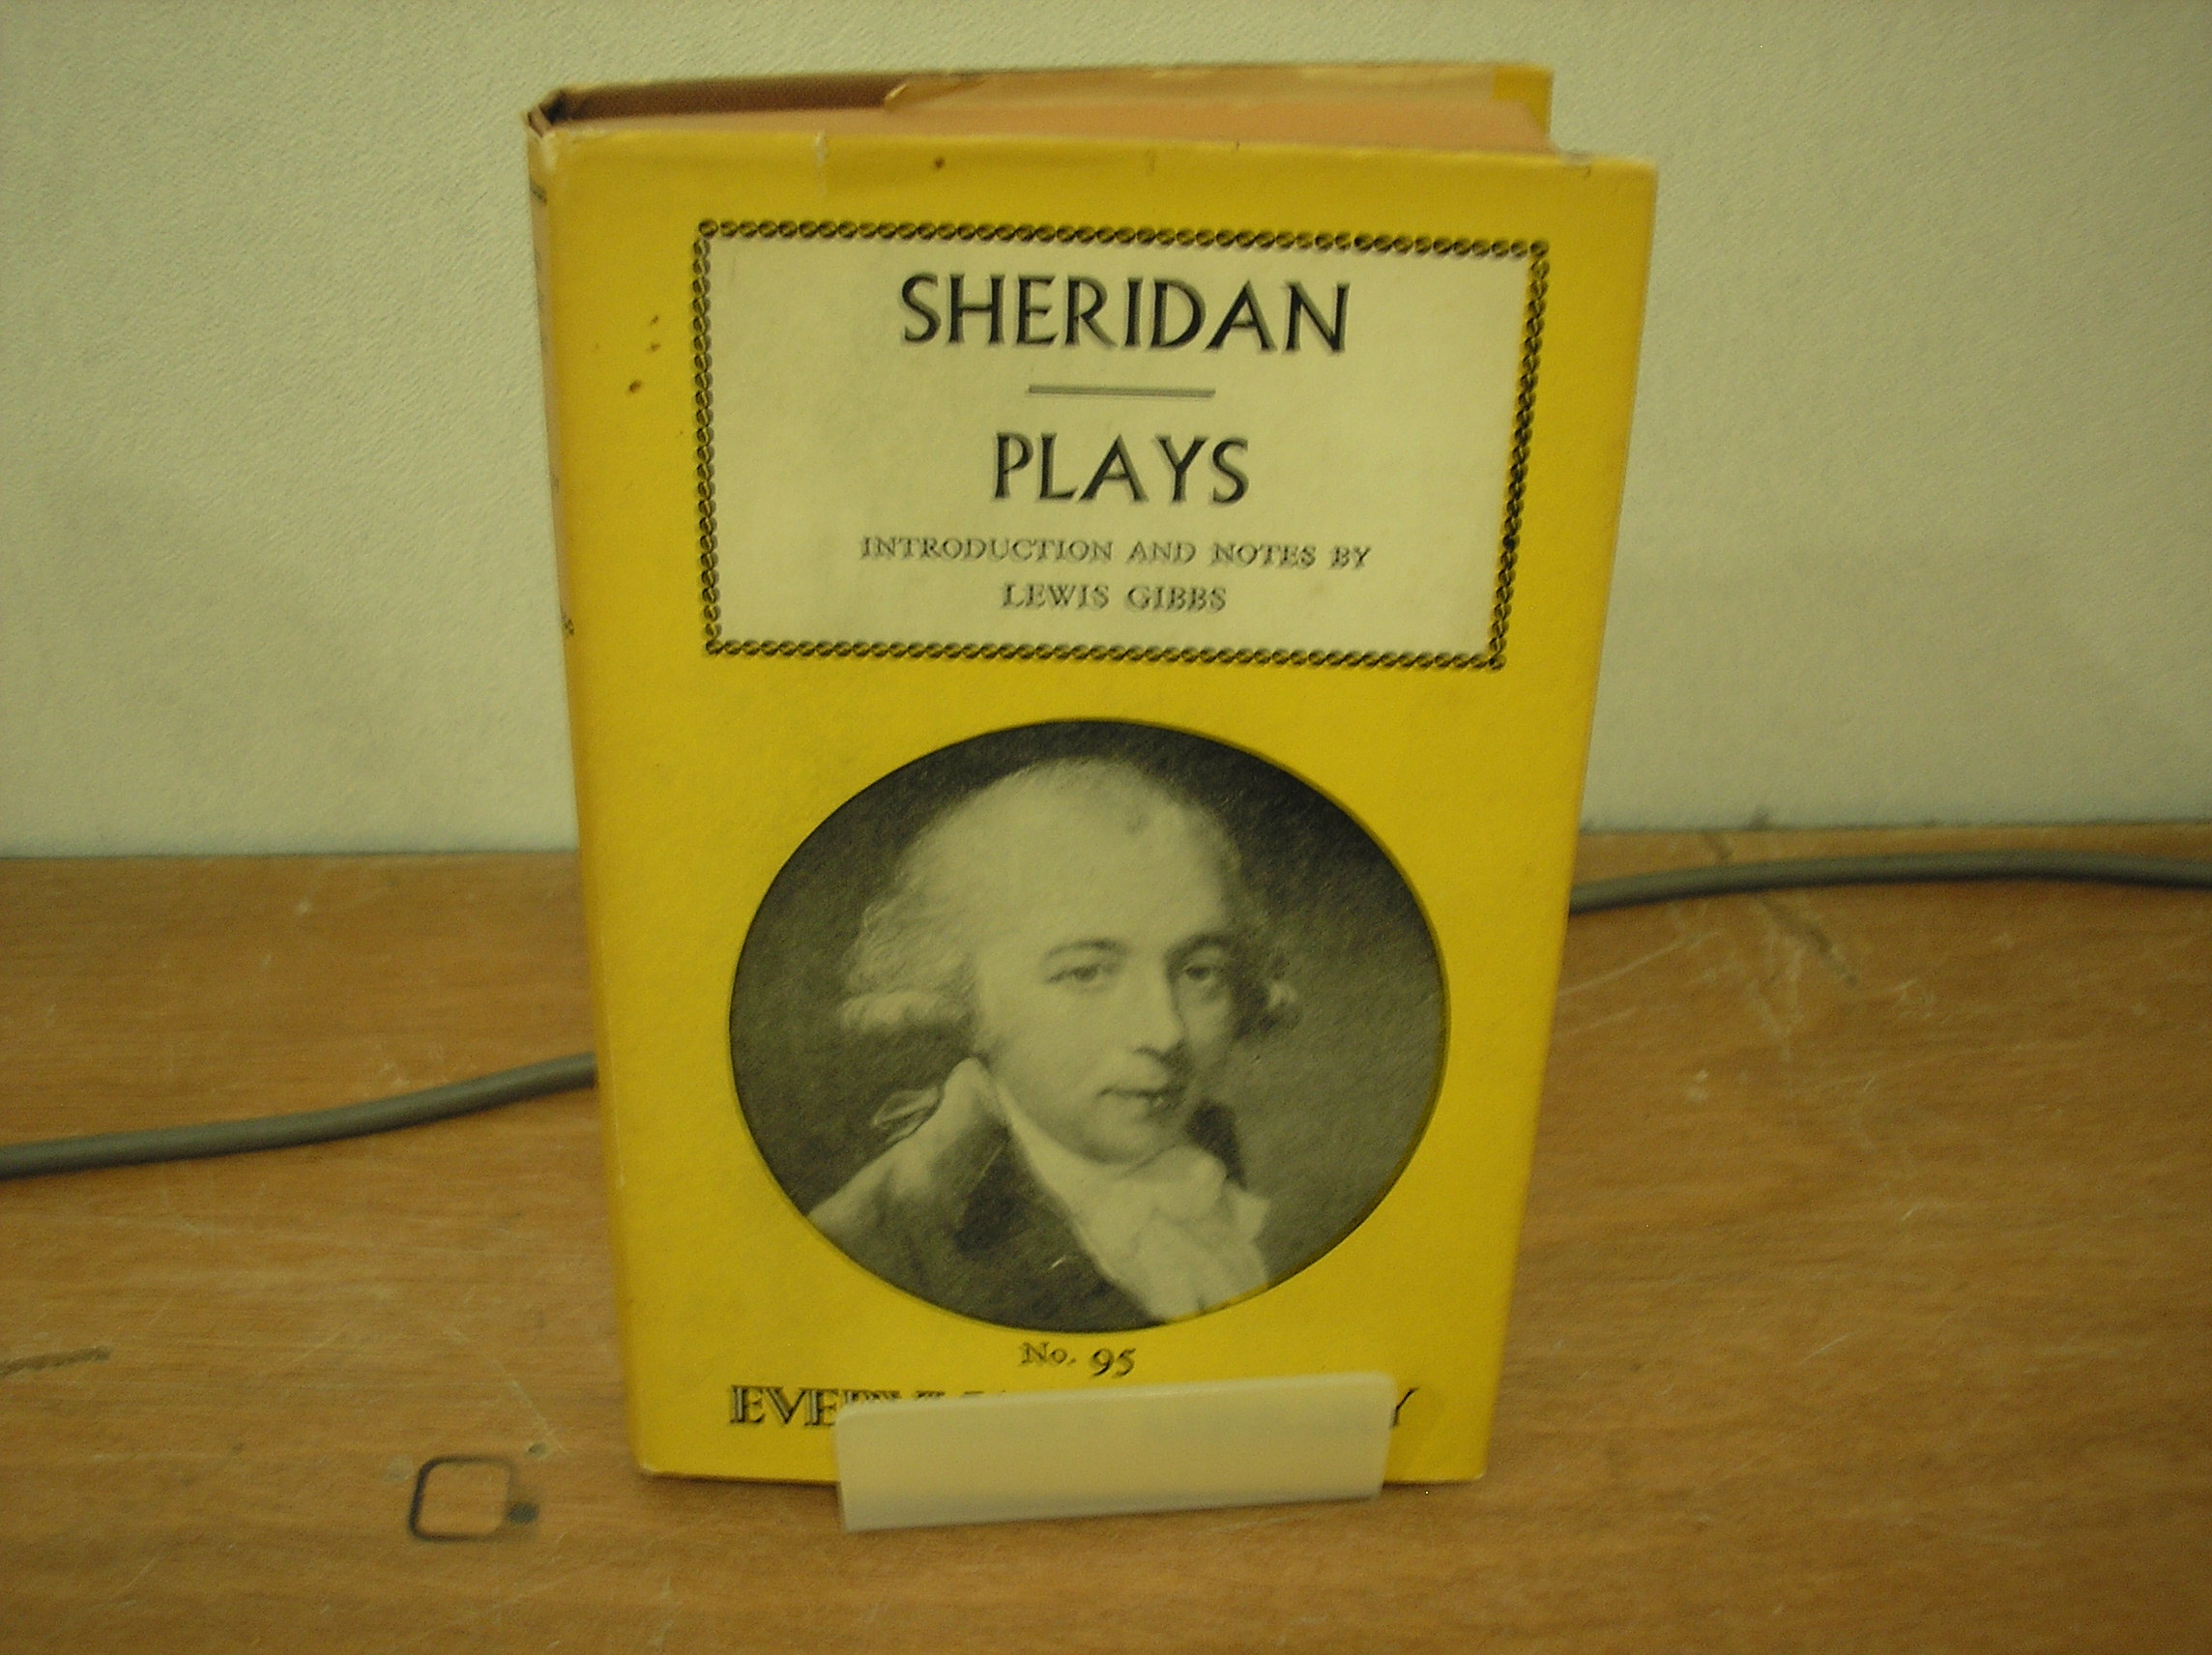 SHERIDAN
PLAYS
INTRODUCTION AND NOTES BY
LEWIS GIBBS
No. 95